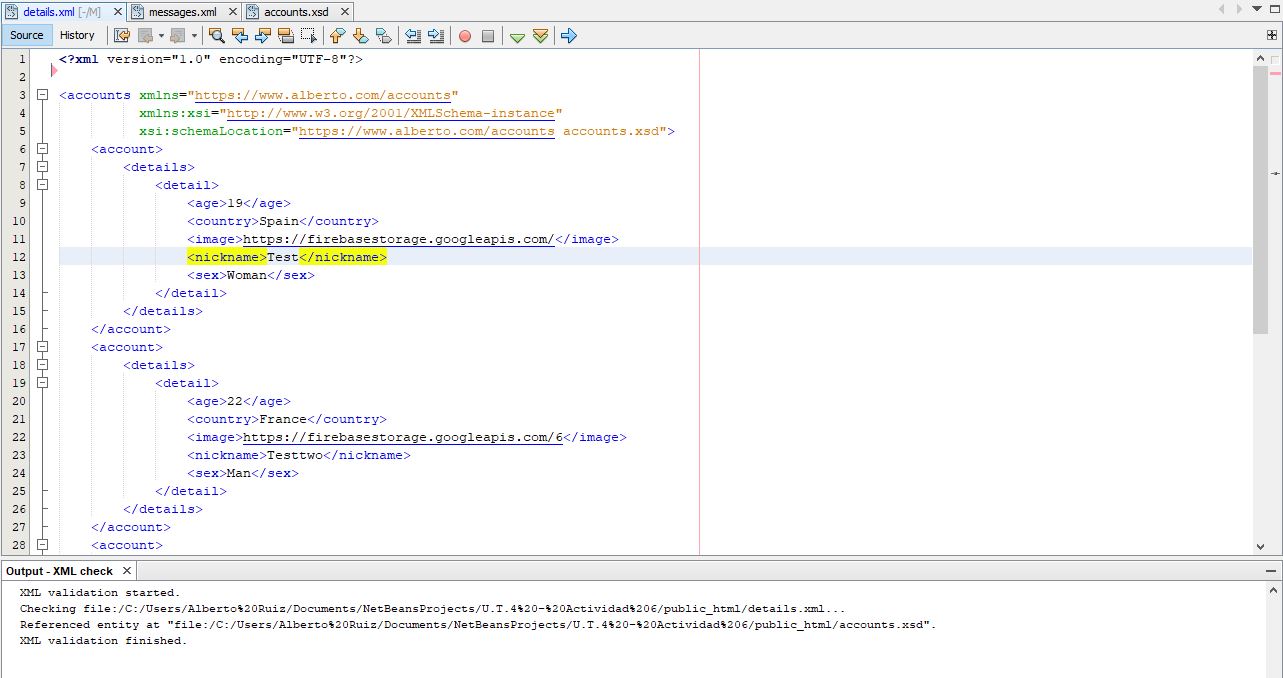 details.xml [-/M] messages.xml accounts.xsd
Source History
1 <?xml version="1.0" encoding="UTF-8"?>
2
3 <accounts xmlns="https://www.alberto.com/accounts"
4 xmlns:xsi="http://www.w3.org/2001/XMLSchema-instance"
5 xsi:schemaLocation="https://www.alberto.com/accounts accounts.xsd">
6 <account>
7 <details>
8 <detail>
9 <age>19</age>
10 <country>Spain</country>
11 <image>https://firebasestorage.googleapis.com/</image>
12 <nickname>Test</nickname>
13 <sex>Woman</sex>
14 </detail>
15 </details>
16 </account>
17 <account>
18 <details>
19 <detail>
20 <age>22</age>
21 <country>France</country>
22 <image>https://firebasestorage.googleapis.com/6</image>
23 <nickname>Testtwo</nickname>
24 <sex>Man</sex>
25 </detail>
26 </details>
27 </account>
28 <account>
Output - XML check
XML validation started.
Checking file:/C:/Users/Alberto%20Ruiz/Documents/NetBeansProjects/U.T.4%20-%20Actividad%206/public_html/details.xml...
Referenced entity at "file:/C:/Users/Alberto%20Ruiz/Documents/NetBeansProjects/U.T.4%20-%20Actividad%206/public_html/accounts.xsd".
XML validation finished.